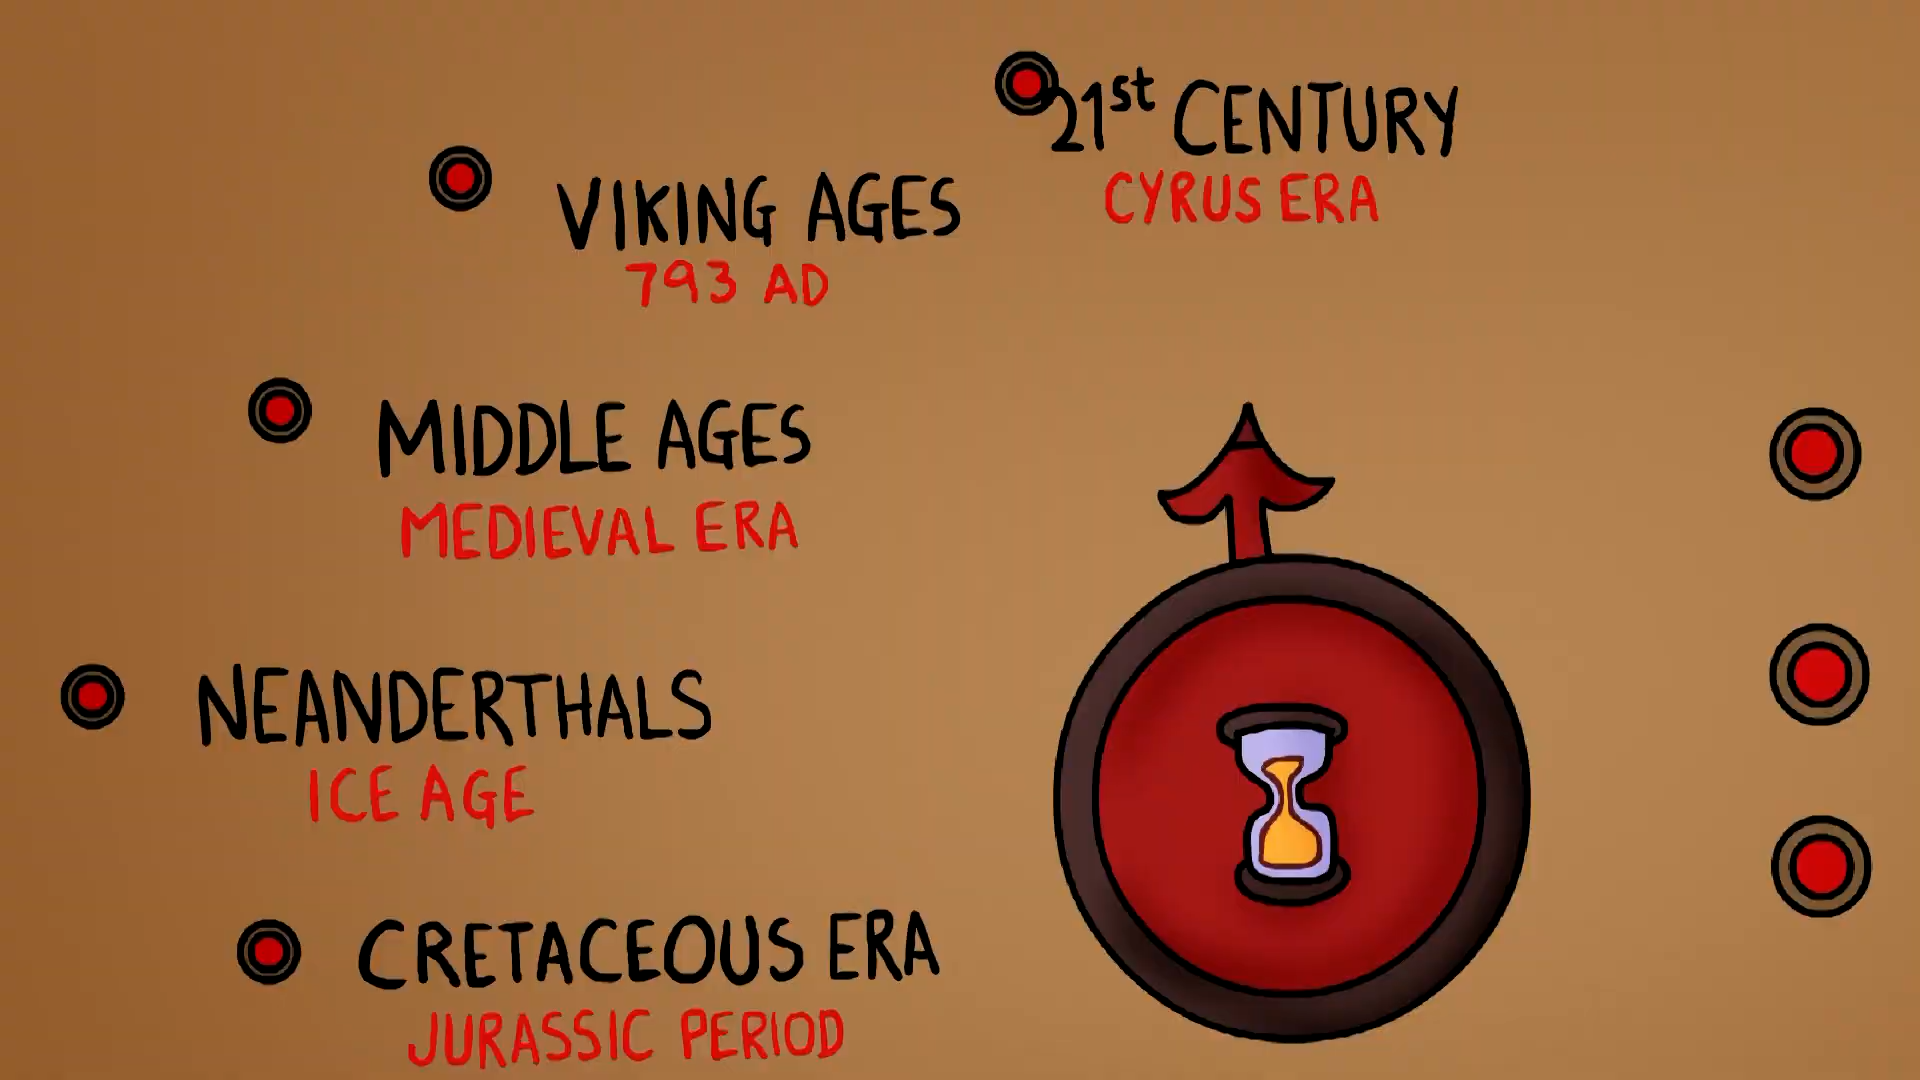 21st CENTURY
CYRUS ERA
VIKING AGES
793 AD
MIDDLE AGES
MEDIEVAL ERA
NEANDERTHALS
ICE AGE
CRETACEOUS ERA
JURASSIC PERIOD